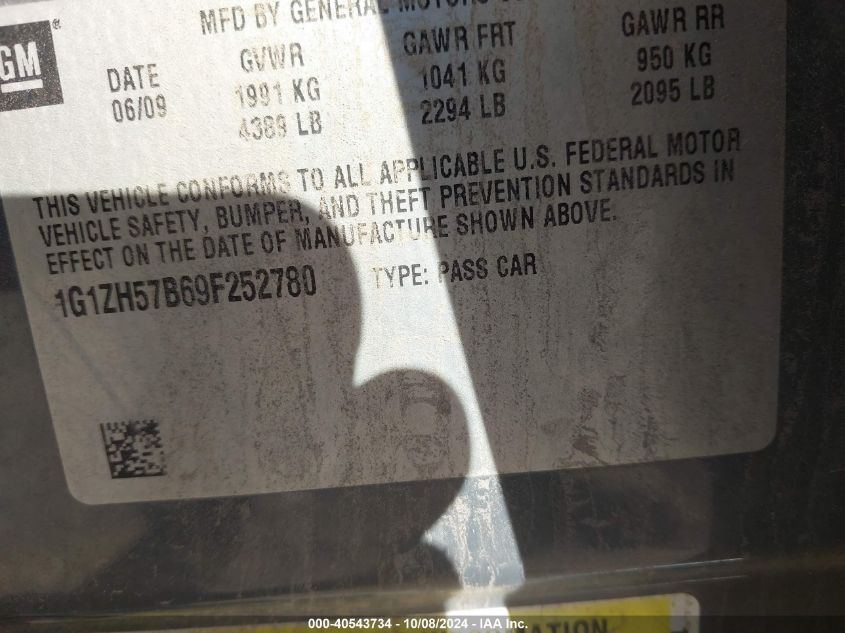 MFD BY GENERAL MOTORS
GM®
DATE GVWR GAWR FRT GAWR RR
06/09 1991 KG 1041 KG 950 KG
4389 LB 2294 LB 2095 LB
THIS VEHICLE CONFORMS TO ALL APPLICABLE U.S. FEDERAL MOTOR
VEHICLE SAFETY, BUMPER, AND THEFT PREVENTION STANDARDS IN
EFFECT ON THE DATE OF MANUFACTURE SHOWN ABOVE.
1G1ZH57B69F252780 TYPE: PASS CAR
000-40543734 - 10/08/2024 - IAA Inc.